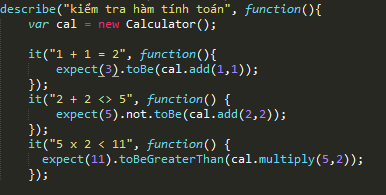 describe("kiểm tra hàm tính toán", function(){
var cal = new Calculator();
it("1 + 1 = 2", function(){
expect(3).toBe(cal.add(1,1));
});
it("2 + 2 <> 5", function() {
expect(5).not.toBe(cal.add(2,2));
});
it("5 x 2 < 11", function() {
expect(11).toBeGreaterThan(cal.multiply(5,2));
});